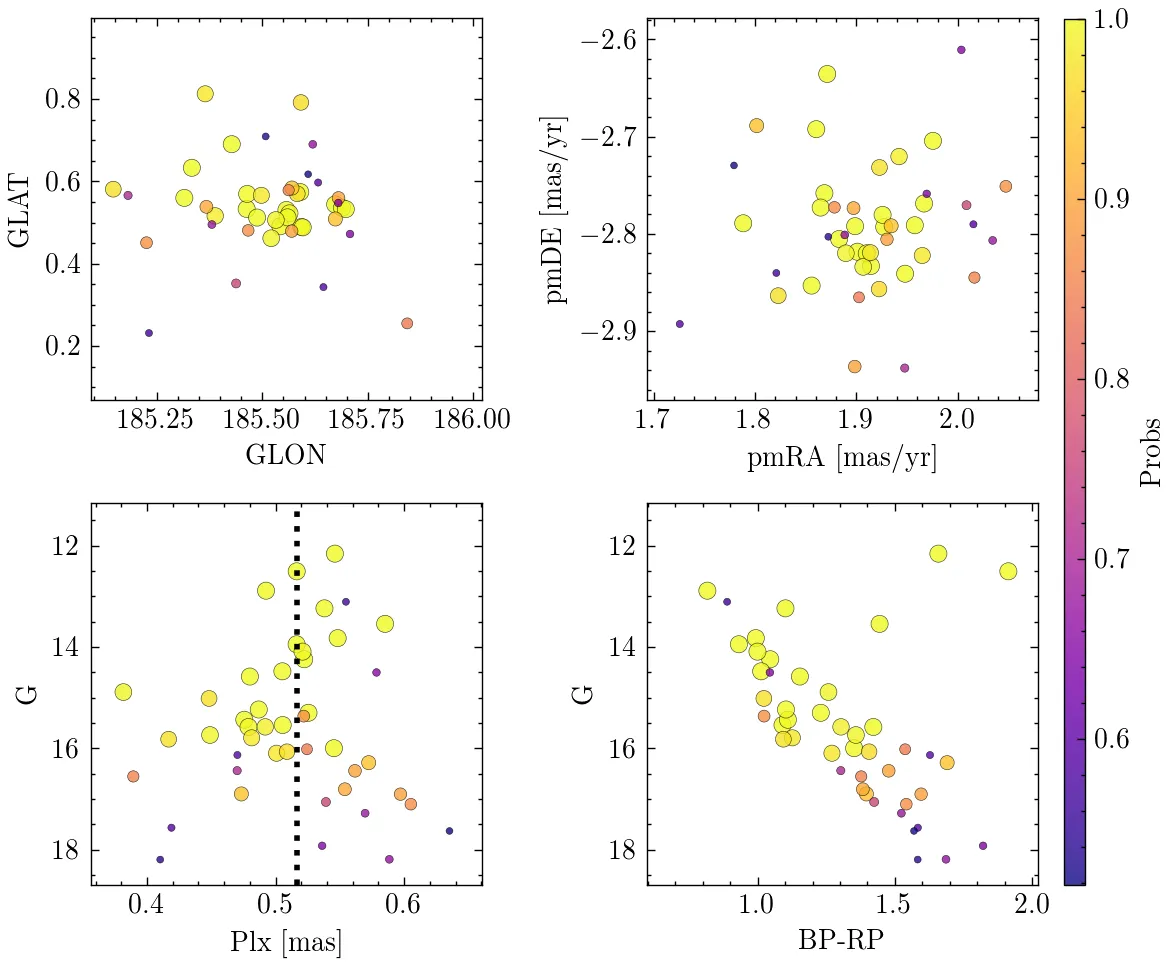 0.8
0.6
0.4
0.2
GLAT
185.25 185.50 185.75 186.00
GLON
−2.6
−2.7
−2.8
−2.9
pmDE [mas/yr]
1.7 1.8 1.9 2.0
pmRA [mas/yr]
12
14
16
18
G
0.4 0.5 0.6
Plx [mas]
12
14
16
18
G
1.0 1.5 2.0
BP-RP
1.0
0.9
0.8
0.7
0.6
Probs